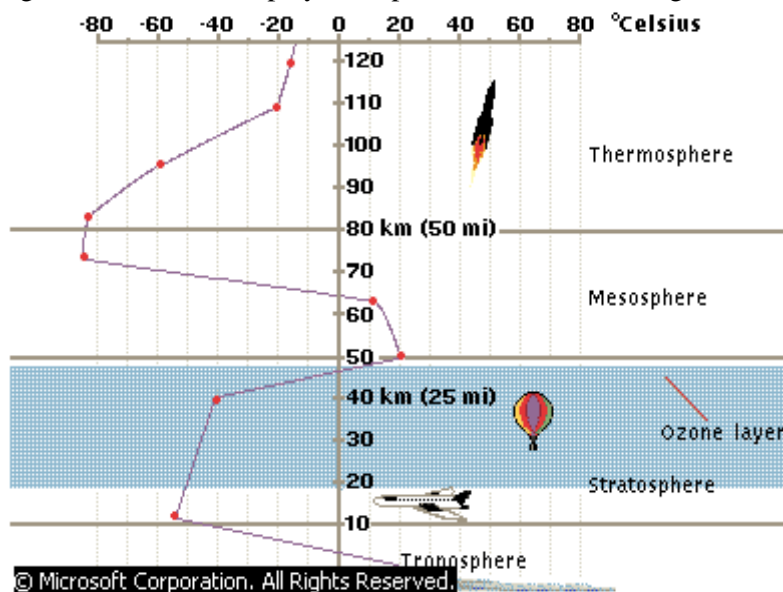 -80 -60 -40 -20 0 20 40 60 80 °Celsius
120
110
100
Thermosphere
90
80 km (50 mi)
70
Mesosphere
60
50
40 km (25 mi)
Ozone layer
30
20
Stratosphere
10
Troposphere
© Microsoft Corporation. All Rights Reserved.